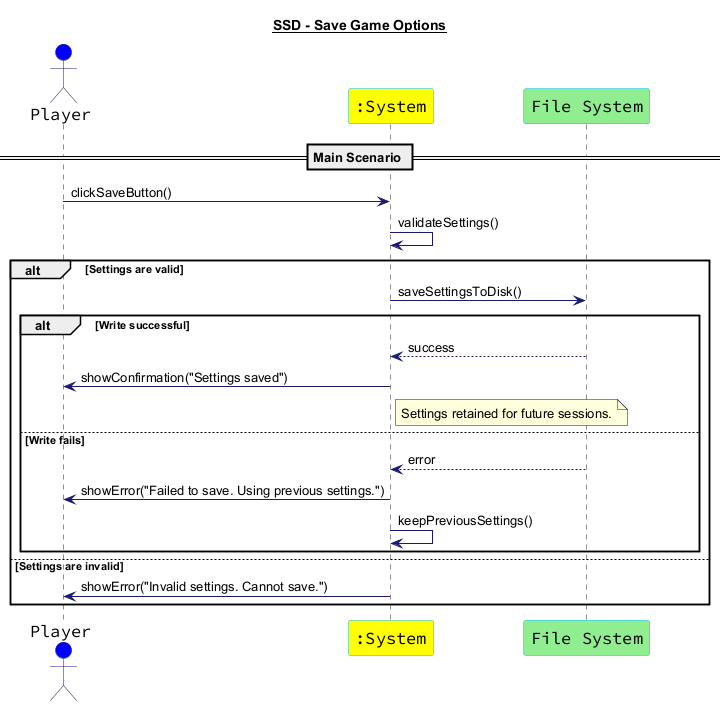 SSD - Save Game Options
Player
:System
File System
Main Scenario
clickSaveButton()
validateSettings()
alt
[Settings are valid]
saveSettingsToDisk()
alt
[Write successful]
success
showConfirmation("Settings saved")
Settings retained for future sessions.
[Write fails]
error
showError("Failed to save. Using previous settings.")
keepPreviousSettings()
[Settings are invalid]
showError("Invalid settings. Cannot save.")
Player
:System
File System